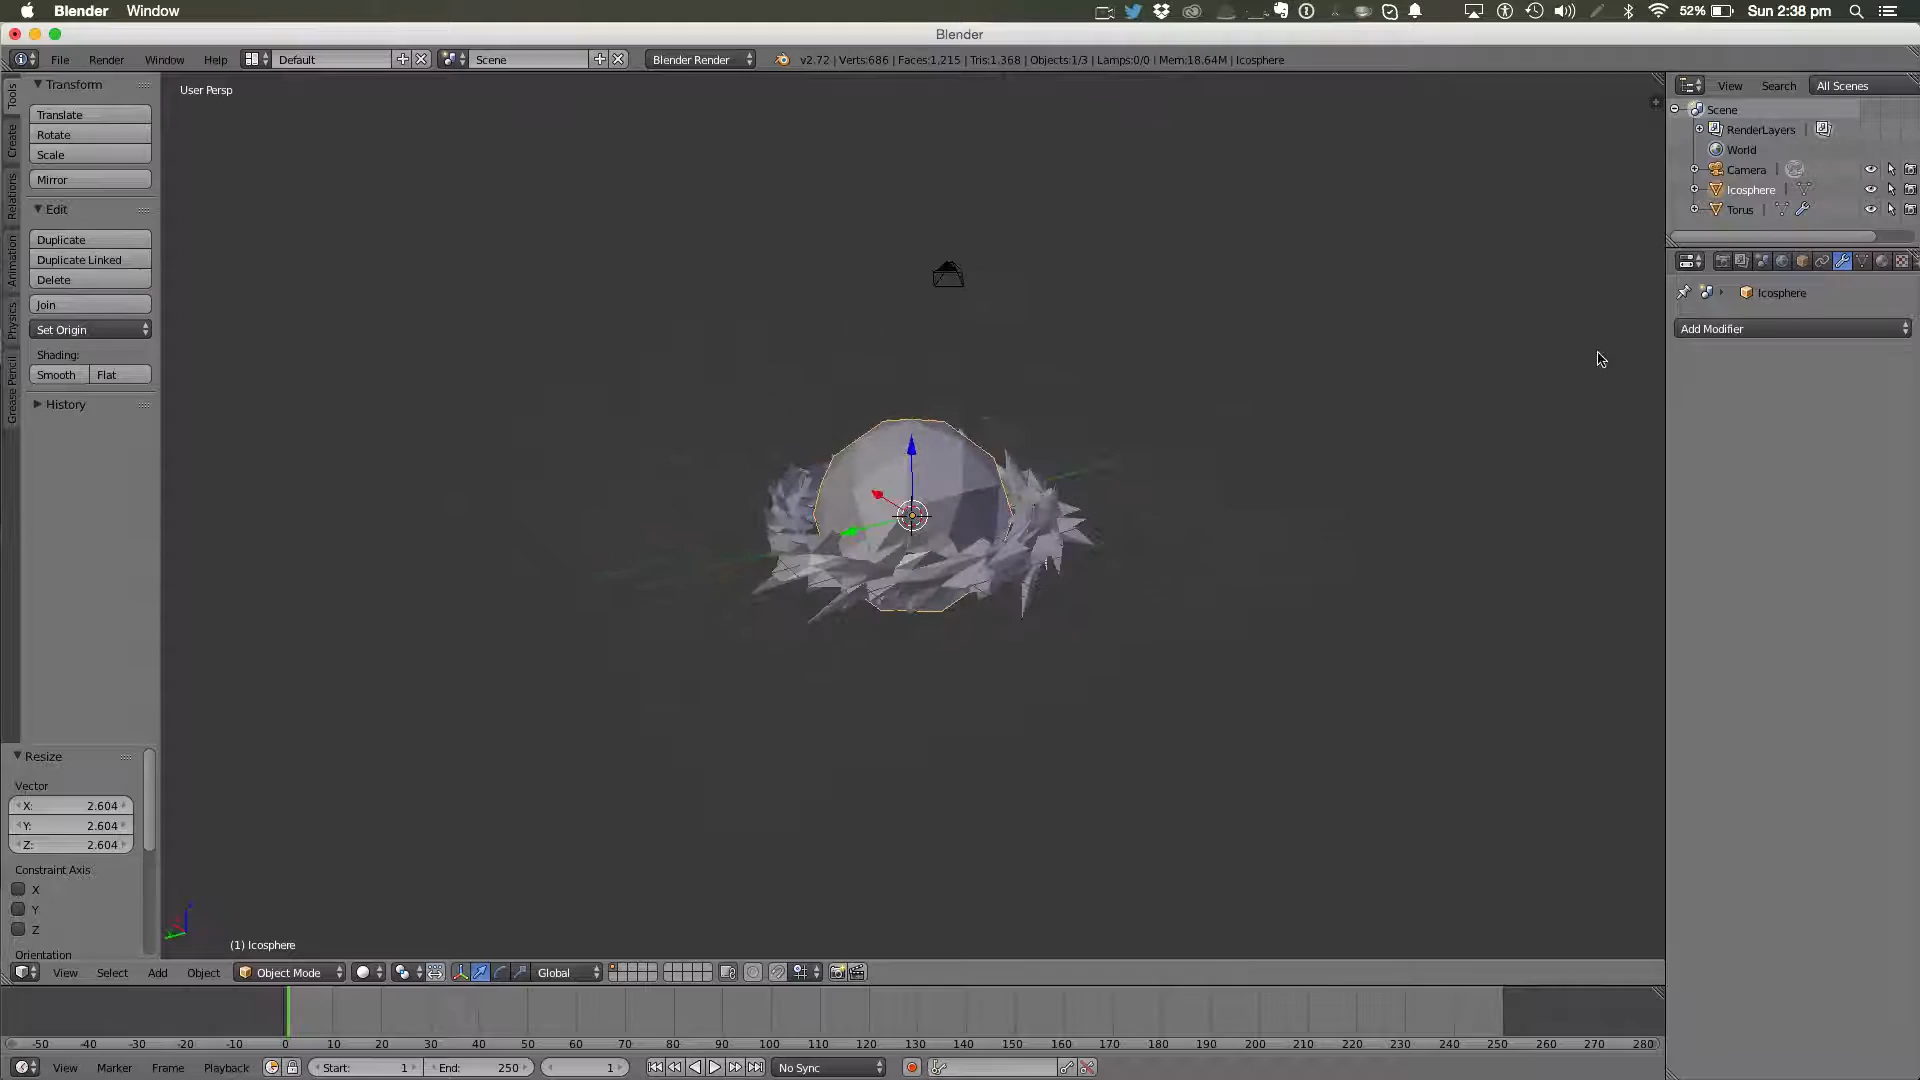 Blender Window 52% Sun 2:38 pm
Blender
File Render Window Help Default Scene Blender Render v2.72 | Verts:686 | Faces:1,215 | Tris:1,368 | Objects:1/3 | Lamps:0/0 | Mem:18.64M | Icosphere
Tools
Create
Relations
Animation
Physics
Grease Pencil
Transform
Translate
Rotate
Scale
Mirror
Edit
Duplicate
Duplicate Linked
Delete
Join
Set Origin
Shading:
Smooth Flat
History
Resize
Vector
X: 2.604
Y: 2.604
Z: 2.604
Constraint Axis
X
Y
Z
Orientation
User Persp
(1) Icosphere
View Search All Scenes
Scene
RenderLayers
World
Camera
Icosphere
Torus
Icosphere
Add Modifier
View Select Add Object Object Mode Global
-50 -40 -30 -20 -10 0 10 20 30 40 50 60 70 80 90 100 110 120 130 140 150 160 170 180 190 200 210 220 230 240 250 260 270 280
View Marker Frame Playback Start: 1 End: 250 1 No Sync